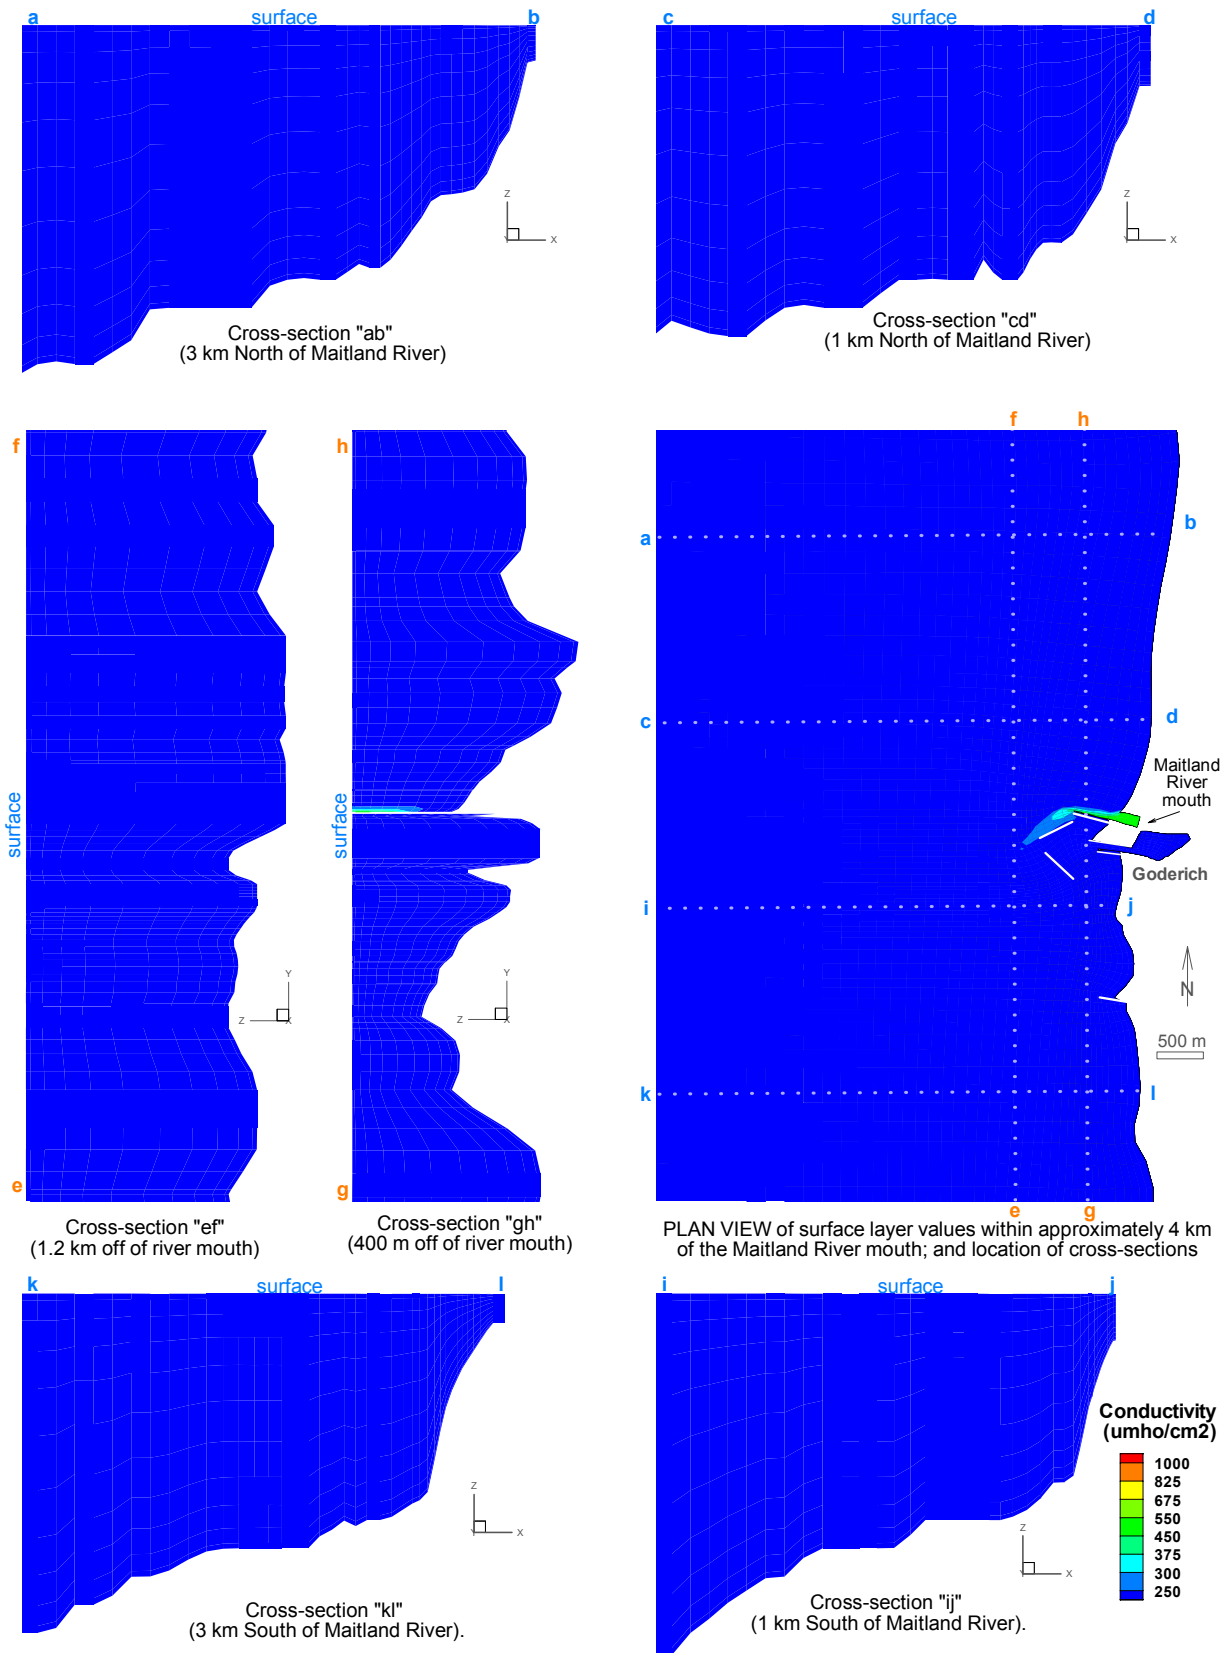 a surface b
Z
Y X
Cross-section "ab"
(3 km North of Maitland River)
c surface d
Z
Y X
Cross-section "cd"
(1 km North of Maitland River)
f
surface
e
Y
Z X
Cross-section "ef"
(1.2 km off of river mouth)
h
surface
g
Y
Z X
Cross-section "gh"
(400 m off of river mouth)
f h
a b
c d
Maitland
River
mouth
Goderich
i j
N
500 m
k l
e g
PLAN VIEW of surface layer values within approximately 4 km
of the Maitland River mouth; and location of cross-sections
k surface l
Z
Y X
Cross-section "kl"
(3 km South of Maitland River).
i surface j
Z
Y X
Cross-section "ij"
(1 km South of Maitland River).
Conductivity
(umho/cm2)
1000
825
675
550
450
375
300
250